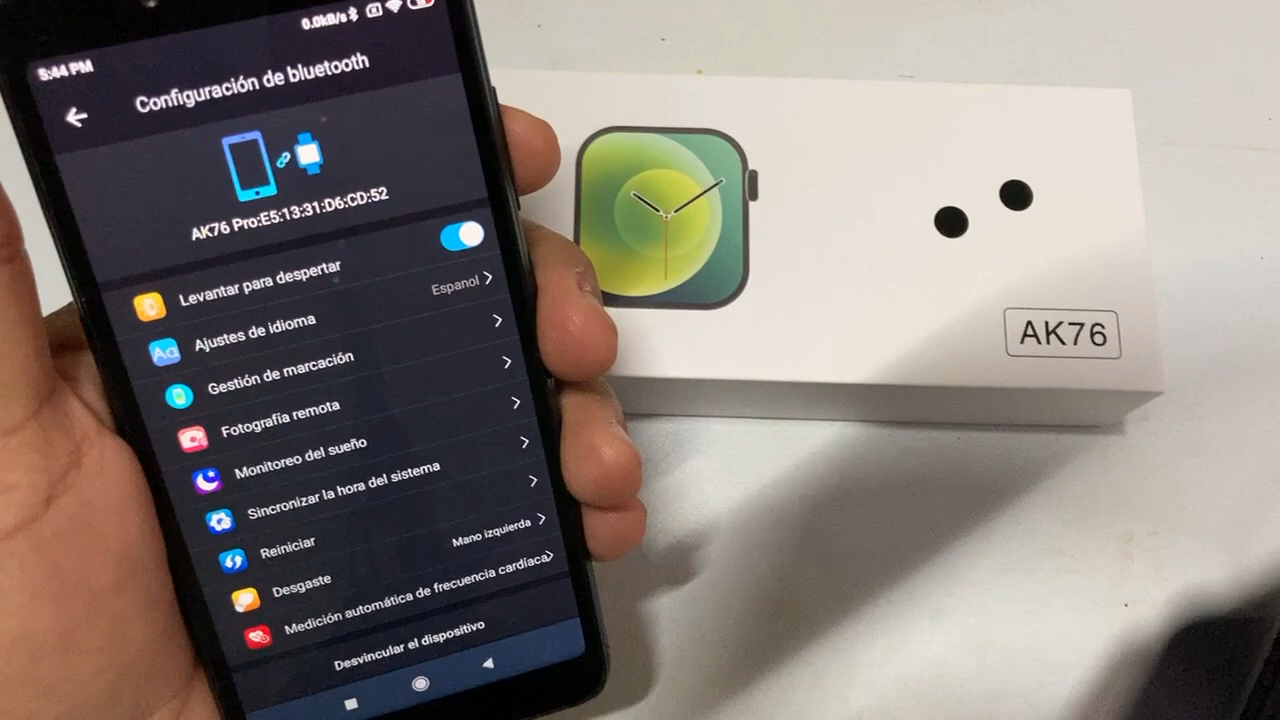 5:44 PM
0.0kB/s
Configuración de bluetooth
AK76 Pro:E5:13:31:D6:CD:52
Levantar para despertar
Ajustes de idioma
Espanol
Gestión de marcación
Fotografía remota
Monitoreo del sueño
Sincronizar la hora del sistema
Reiniciar
Desgaste
Mano izquierda
Medición automática de frecuencia cardíaca
Desvincular el dispositivo
AK76